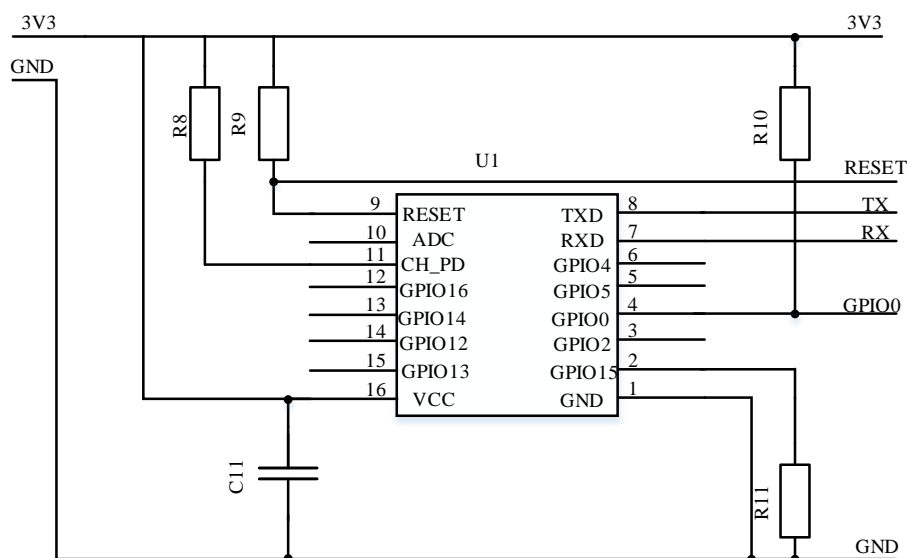 3V3
3V3
GND
R8
R9
R10
U1
RESET
9
RESET
TXD
8
TX
10
ADC
RXD
7
RX
11
CH_PD
GPIO4
6
12
GPIO16
GPIO5
5
13
GPIO14
GPIO0
4
GPIO0
14
GPIO12
GPIO2
3
15
GPIO13
GPIO15
2
16
VCC
GND
1
C11
R11
GND